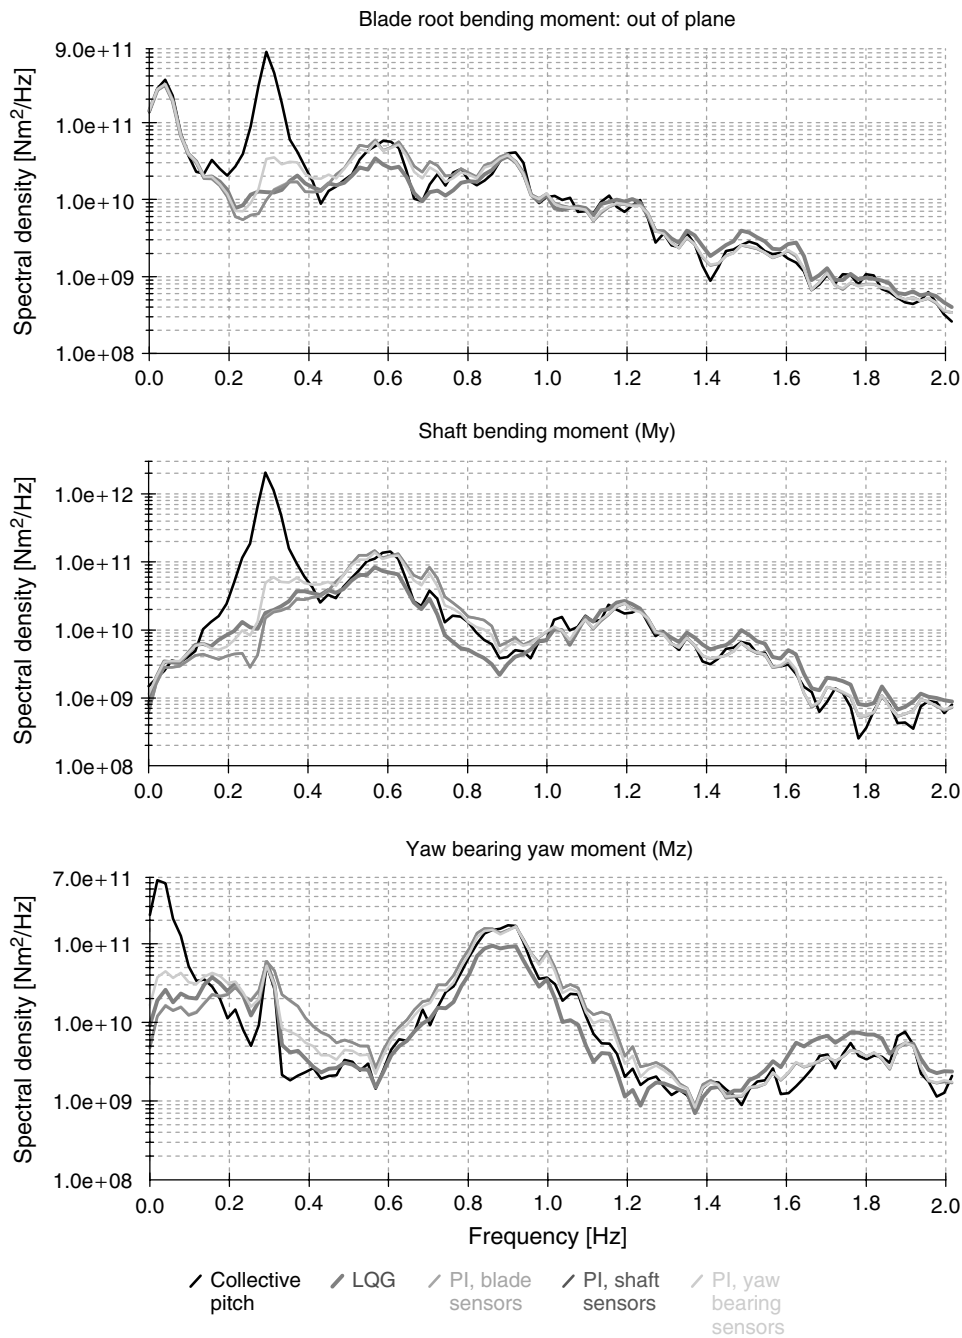 Blade root bending moment: out of plane
9.0e+11
1.0e+11
1.0e+10
1.0e+09
1.0e+08
Spectral density [Nm²/Hz]
0.0 0.2 0.4 0.6 0.8 1.0 1.2 1.4 1.6 1.8 2.0
Shaft bending moment (My)
1.0e+12
1.0e+11
1.0e+10
1.0e+09
1.0e+08
Spectral density [Nm²/Hz]
0.0 0.2 0.4 0.6 0.8 1.0 1.2 1.4 1.6 1.8 2.0
Yaw bearing yaw moment (Mz)
7.0e+11
1.0e+11
1.0e+10
1.0e+09
1.0e+08
Spectral density [Nm²/Hz]
0.0 0.2 0.4 0.6 0.8 1.0 1.2 1.4 1.6 1.8 2.0
Frequency [Hz]
Collective
pitch
LQG
PI, blade
sensors
PI, shaft
sensors
PI, yaw
bearing
sensors